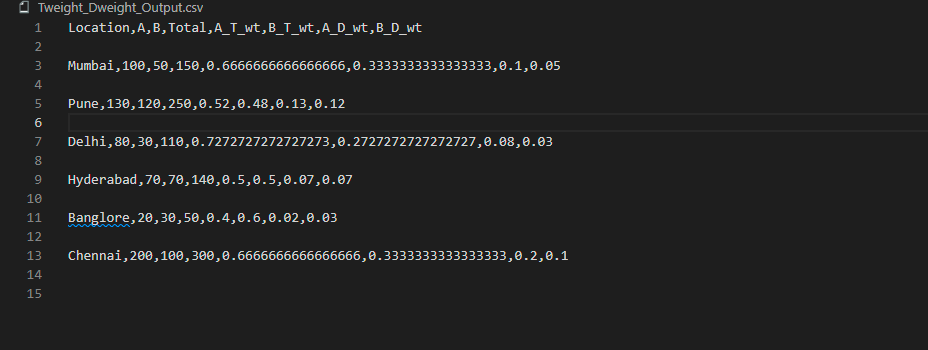 Tweight_Dweight_Output.csv
1 Location,A,B,Total,A_T_wt,B_T_wt,A_D_wt,B_D_wt
2
3 Mumbai,100,50,150,0.6666666666666666,0.3333333333333333,0.1,0.05
4
5 Pune,130,120,250,0.52,0.48,0.13,0.12
6
7 Delhi,80,30,110,0.7272727272727273,0.2727272727272727,0.08,0.03
8
9 Hyderabad,70,70,140,0.5,0.5,0.07,0.07
10
11 Banglore,20,30,50,0.4,0.6,0.02,0.03
12
13 Chennai,200,100,300,0.6666666666666666,0.3333333333333333,0.2,0.1
14
15